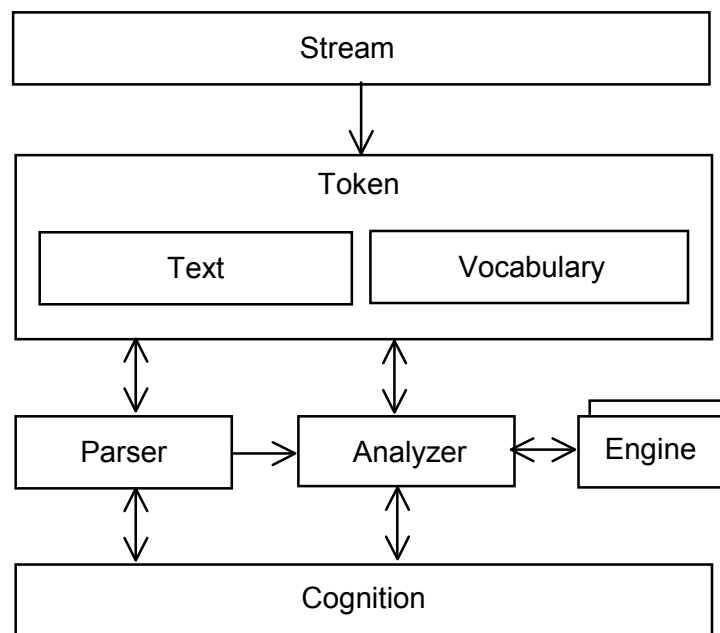 Stream
Token
Text
Vocabulary
Parser
Analyzer
Engine
Cognition